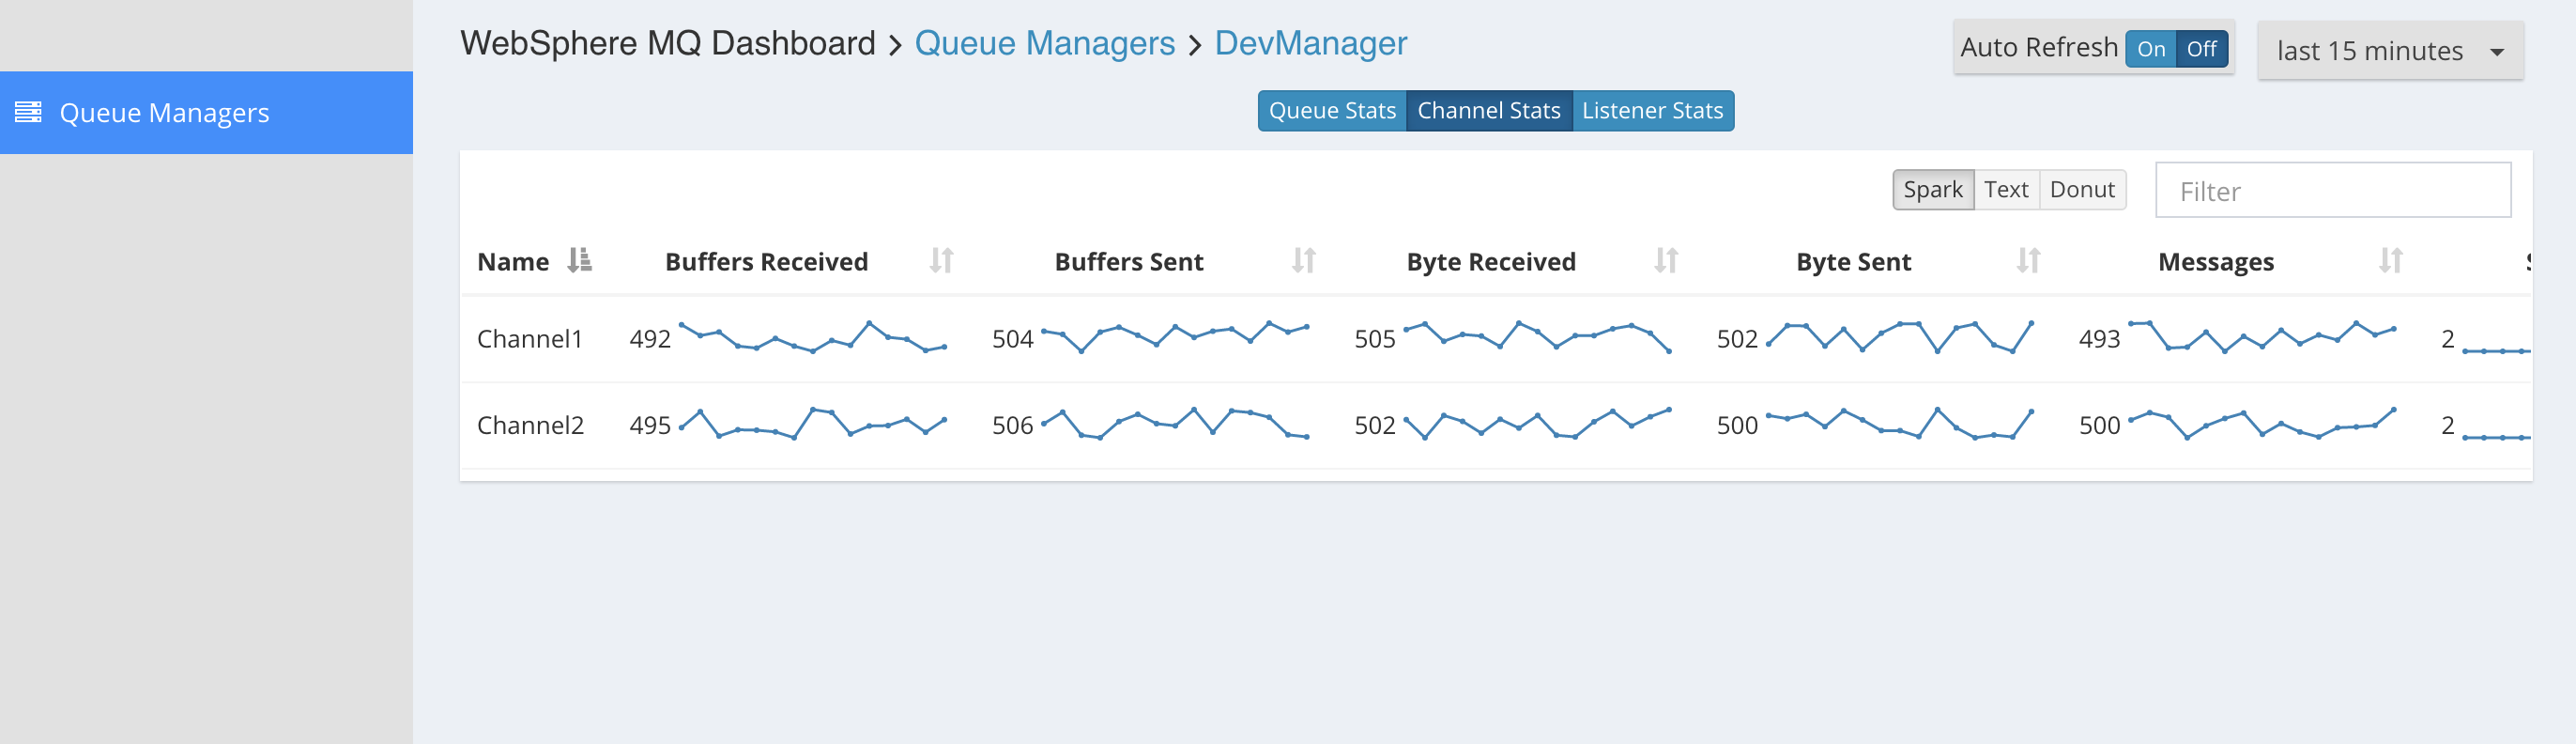 WebSphere MQ Dashboard > Queue Managers > DevManager
Auto Refresh On Off
last 15 minutes
Queue Managers
Queue Stats Channel Stats Listener Stats
Spark Text Donut
Filter
Name Buffers Received Buffers Sent Byte Received Byte Sent Messages
Channel1 492 504 505 502 493 2
Channel2 495 506 502 500 500 2